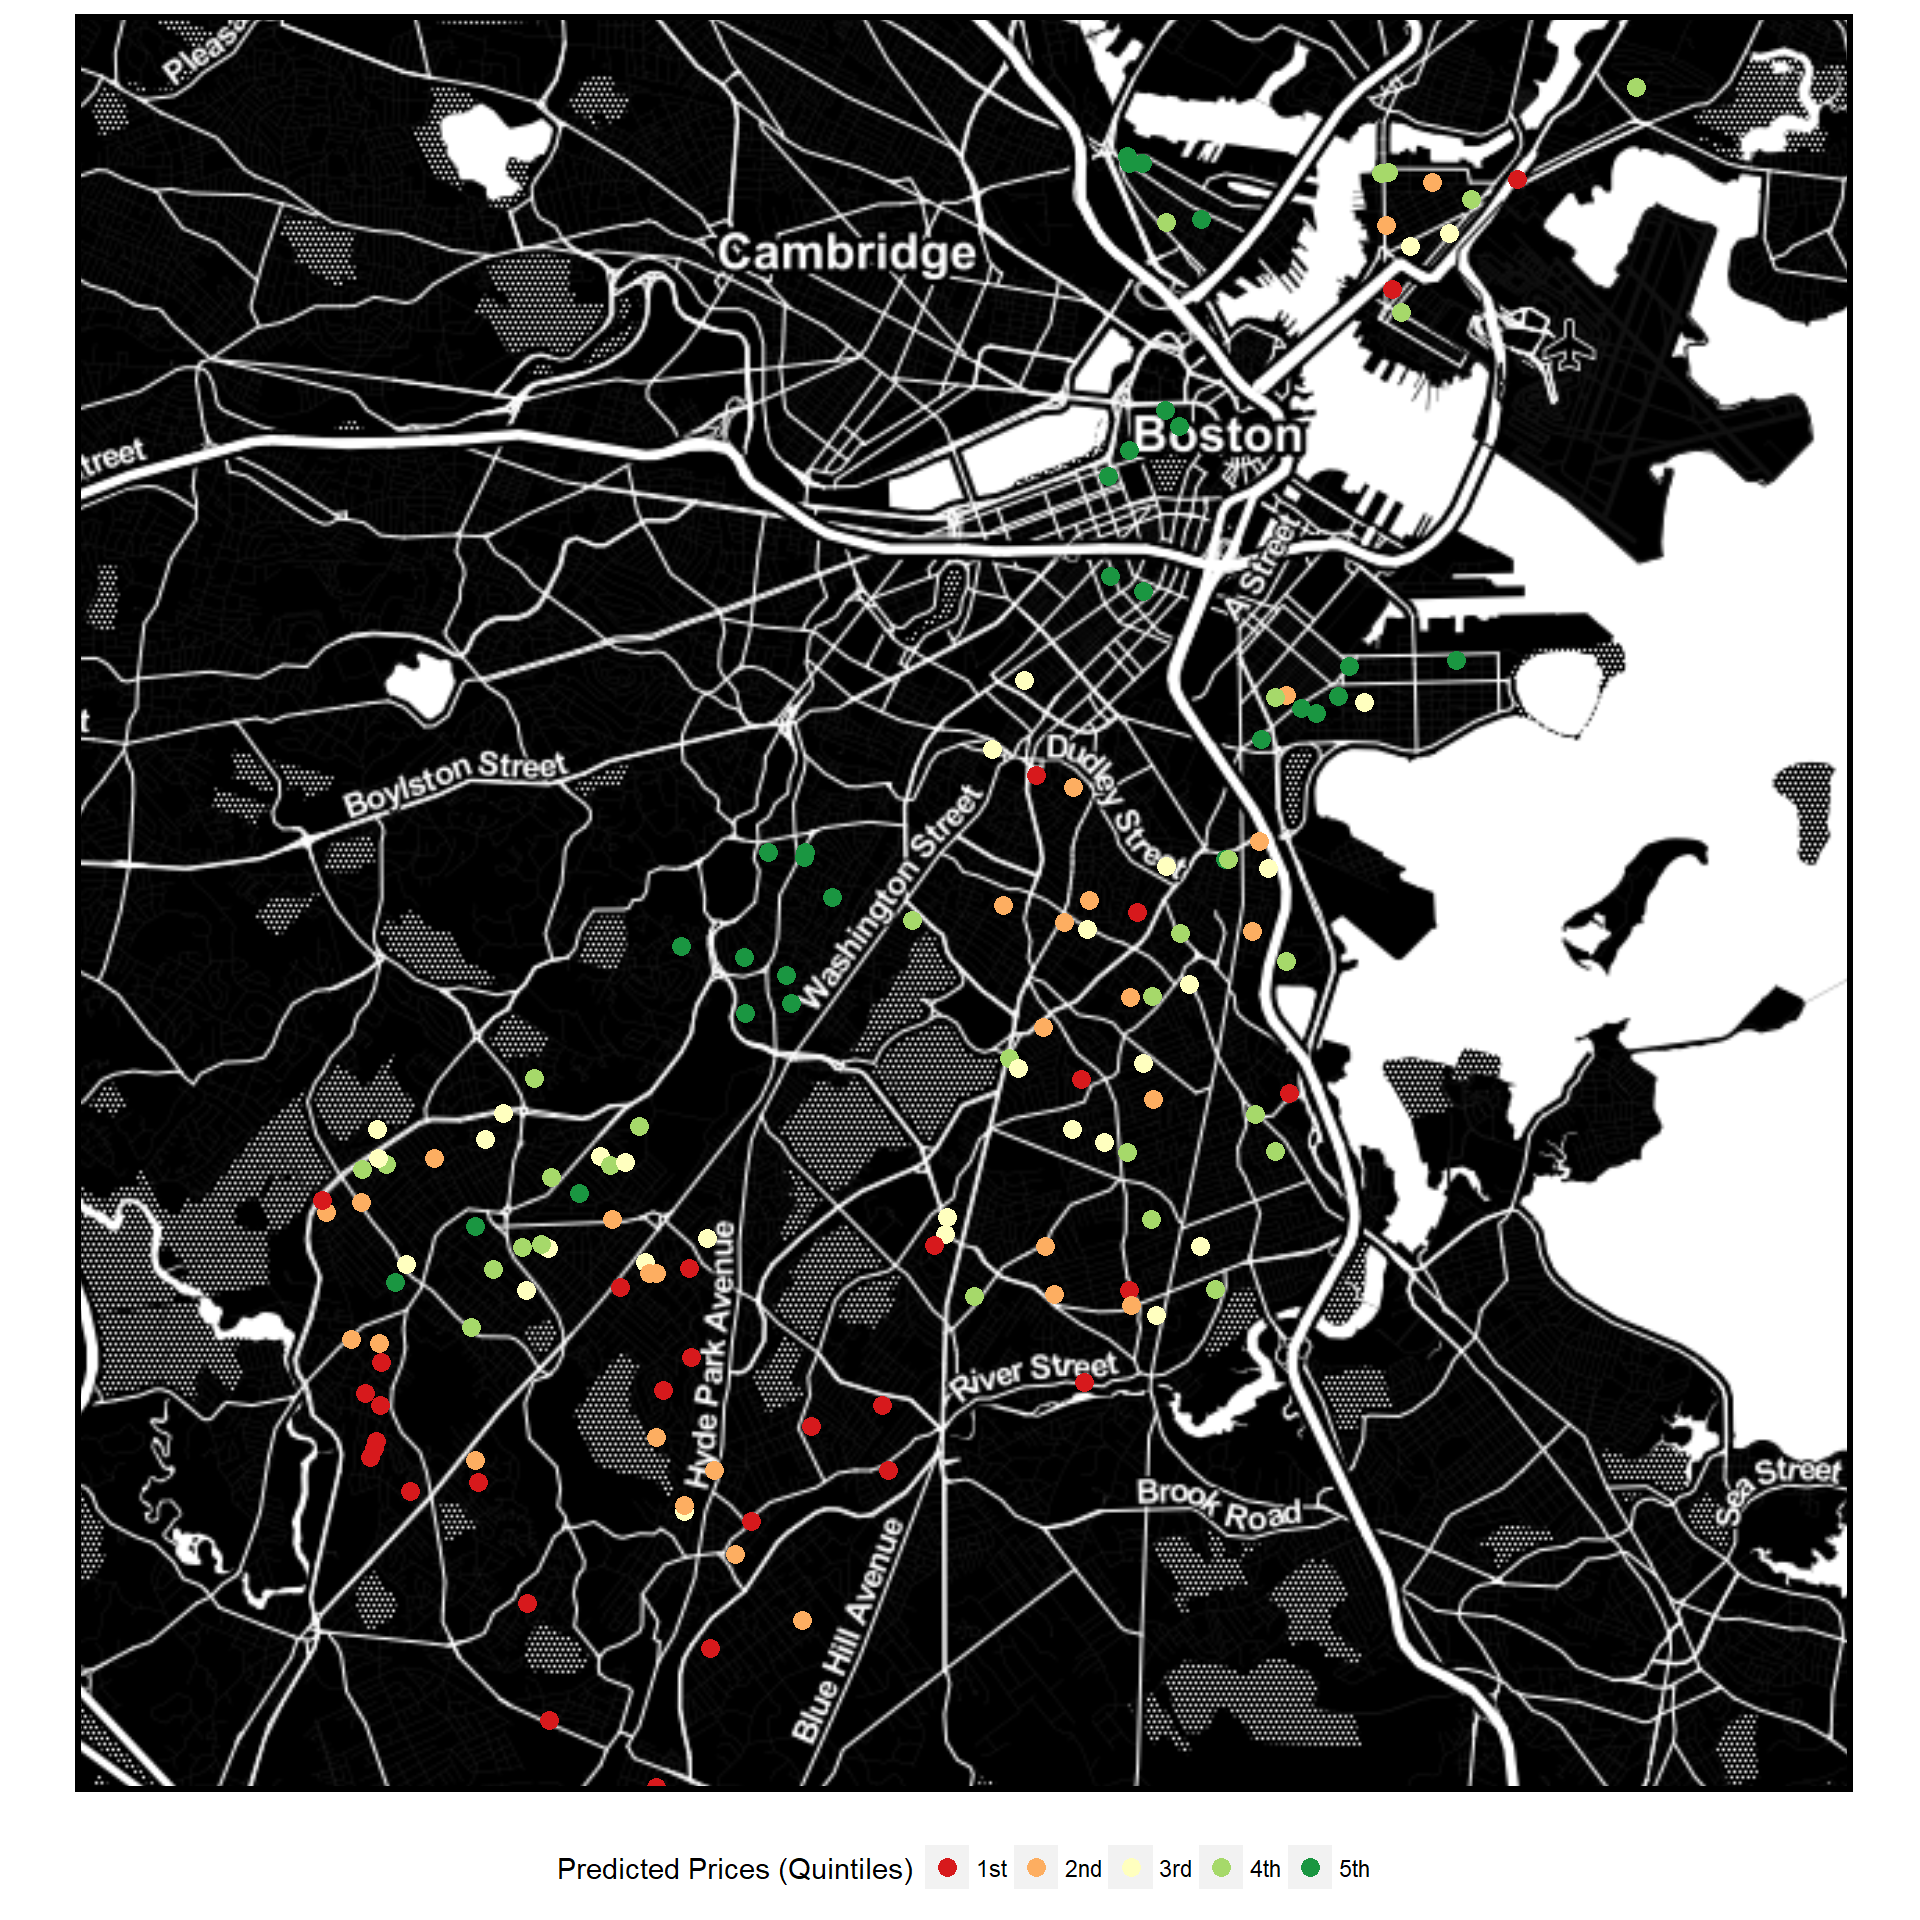 Pleasa
Cambridge
treet
Boston
A Street
t
Boylston Street
Dudley Street
Washington Street
Hyde Park Avenue
River Street
Brook Road
Sea Street
Blue Hill Avenue
Predicted Prices (Quintiles) 1st 2nd 3rd 4th 5th